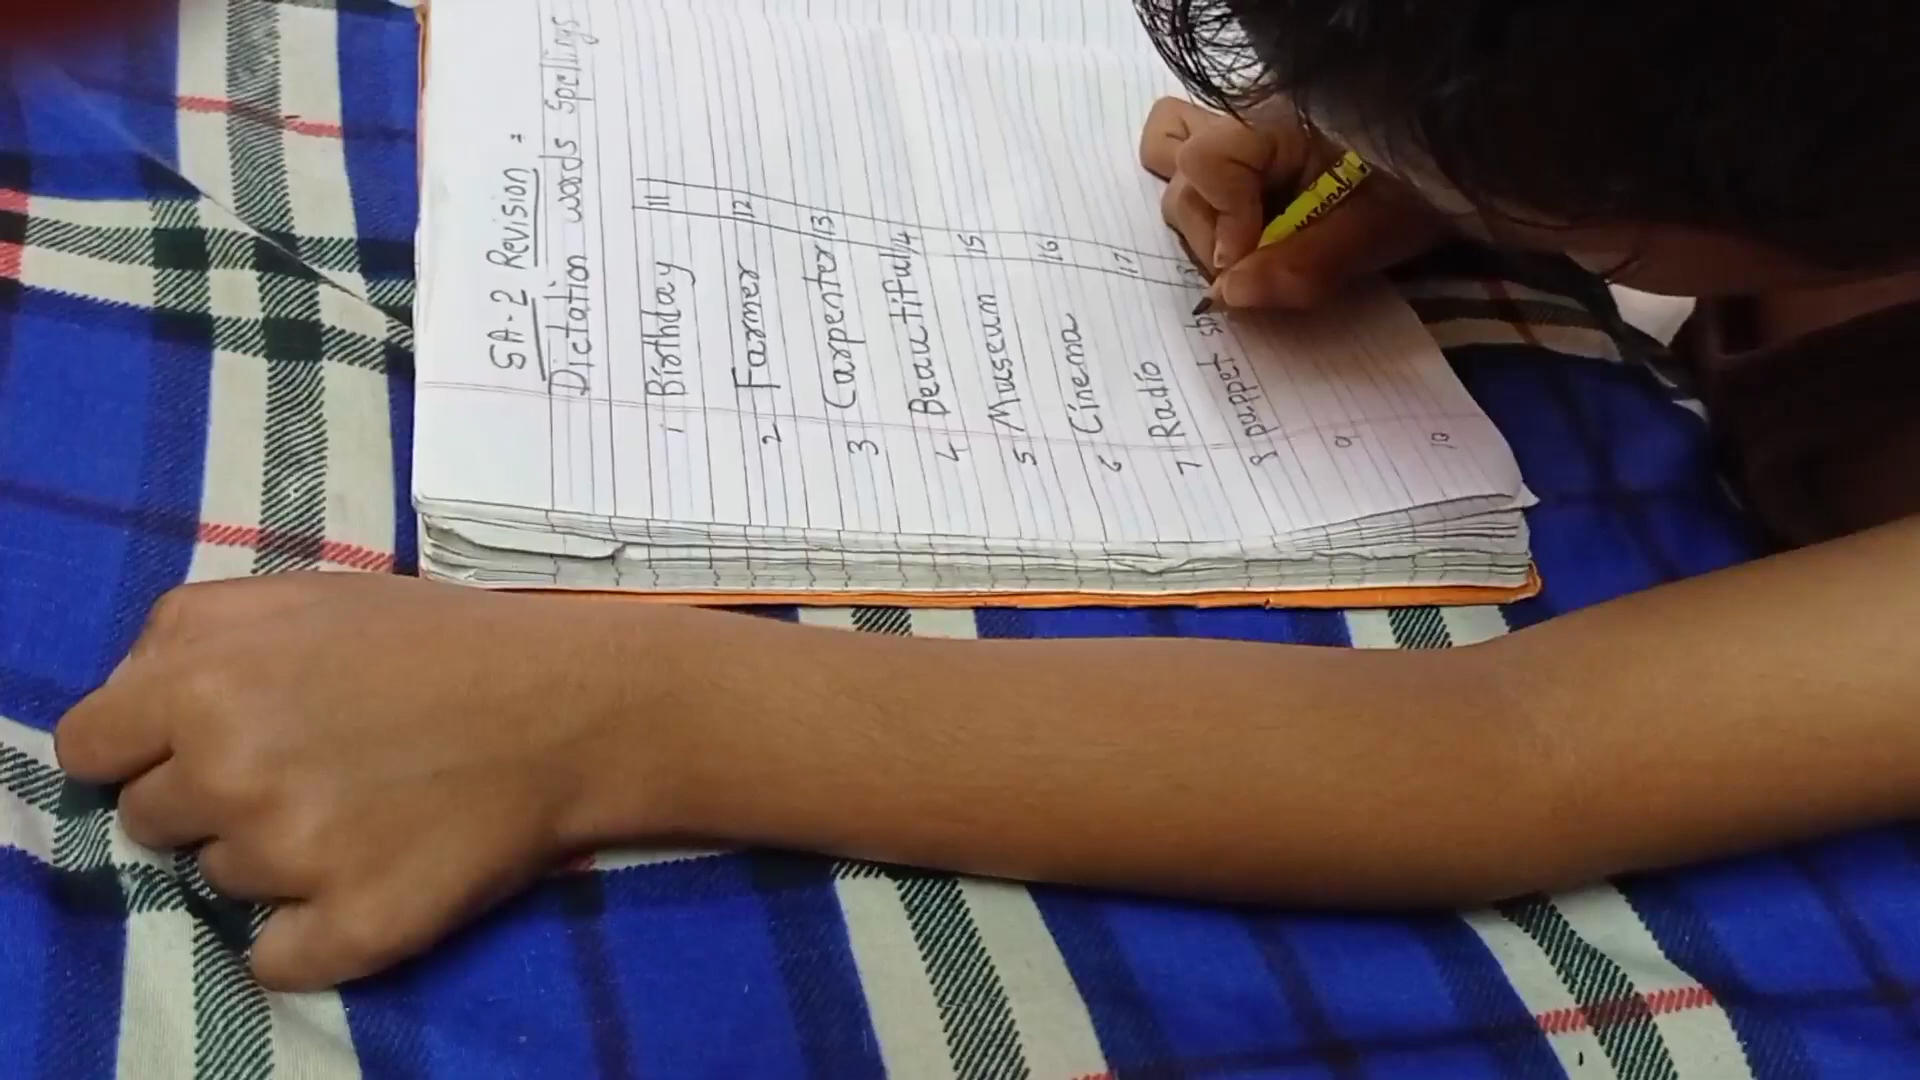 SA-2 Revision :
Dictation words Spellings
1 Birthday 11
2 Farmer 12
3 Carpenter 13
4 Beautiful 14
5 Museum 15
6 Cinema 16
7 Radio 17
8 puppet
9
10
NATARAJ